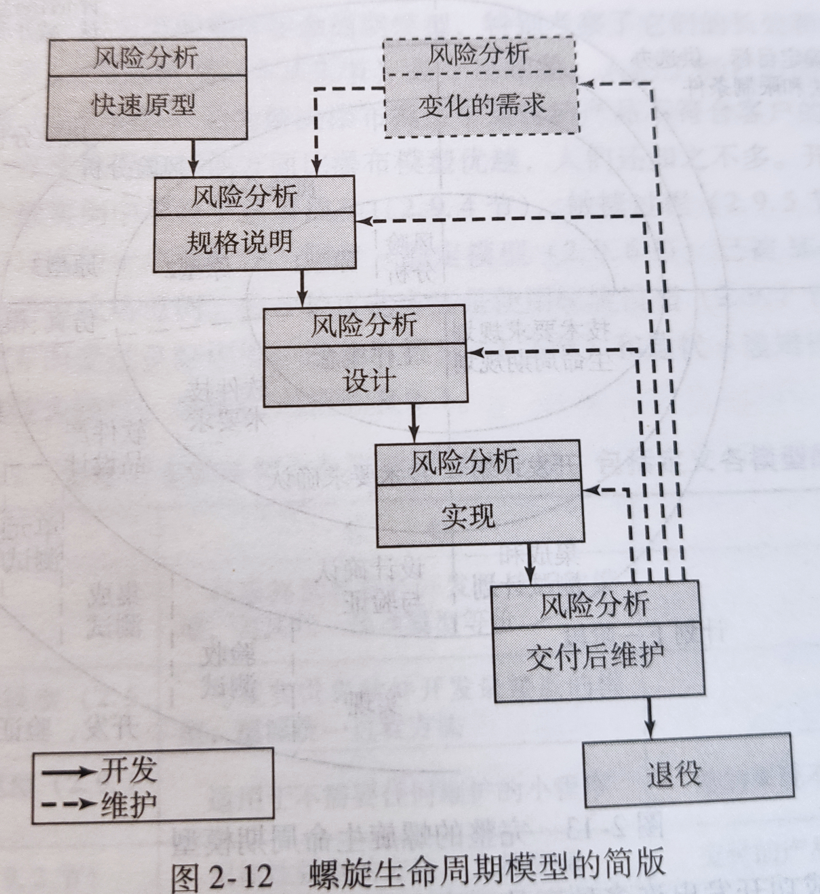 风险分析
快速原型
风险分析
变化的需求
风险分析
规格说明
风险分析
设计
风险分析
实现
风险分析
交付后维护
退役
开发
维护
图 2-12 螺旋生命周期模型的简版